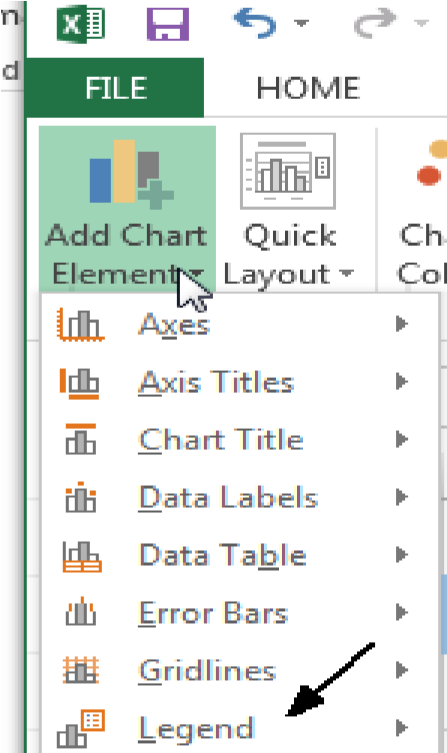 FILE HOME
Add Chart Quick
Element Layout
Axes
Axis Titles
Chart Title
Data Labels
Data Table
Error Bars
Gridlines
Legend